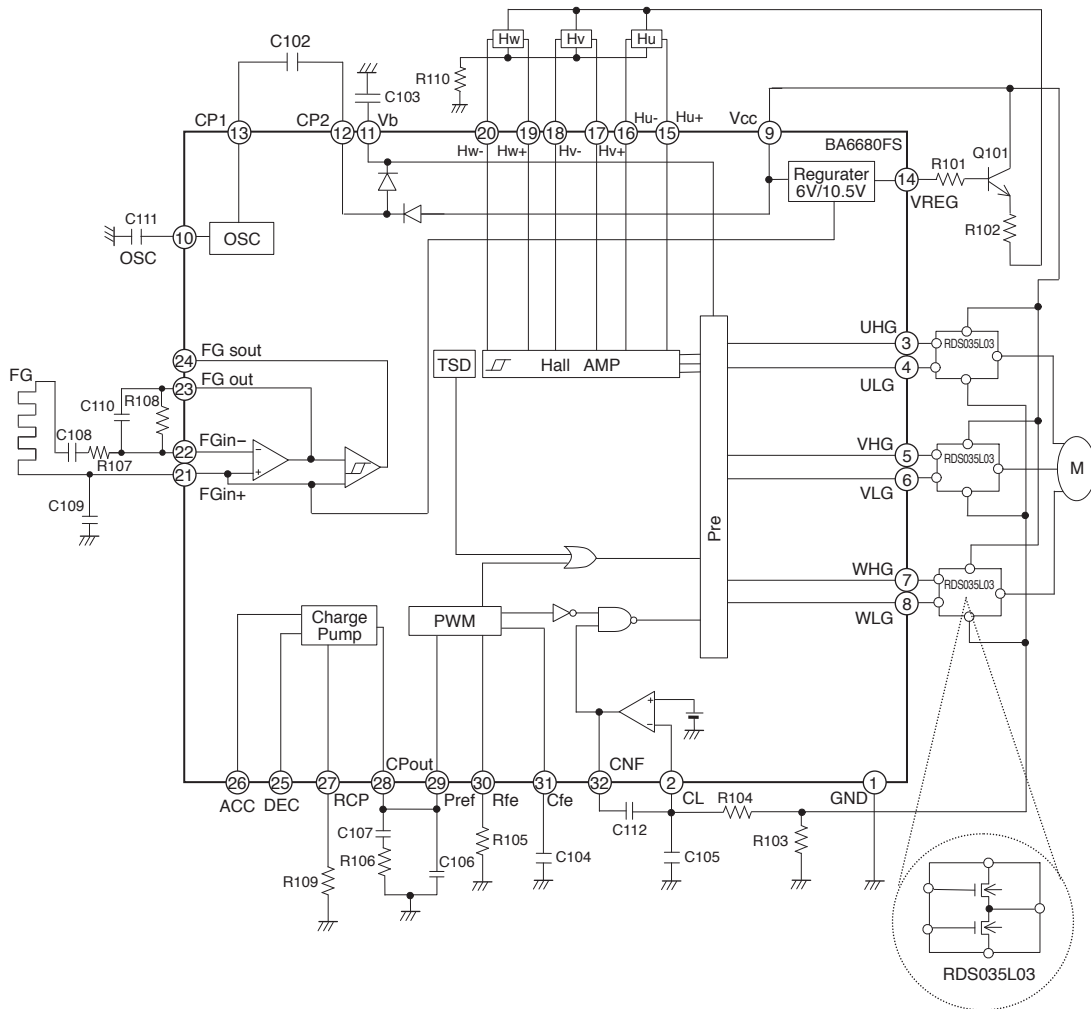 Hw Hv Hu
C102
R110
C103
CP1 CP2 Vb Hu- Hu+ Vcc
13 12 11 20 19 18 17 16 15 9
Hw- Hw+ Hv- Hv+
BA6680FS
Regurater
6V/10.5V
14
VREG
R101
Q101
R102
C111
10
OSC
OSC
UHG
3
RDS035L03
4
ULG
24
FG sout
TSD
Hall AMP
FG
23
FG out
C110
R108
C108
R107
22
FGin−
−
+
21
FGin+
C109
VHG
5
RDS035L03
6
VLG
M
Pre
WHG
7
RDS035L03
8
WLG
Charge
Pump
PWM
+
−
CPout CNF
26 25 27 28 29 30 31 32 2 1
ACC DEC RCP Pref Rfe Cfe CL GND
R104
C107
R106
C106
R105
C104
C112
C105
R103
R109
RDS035L03